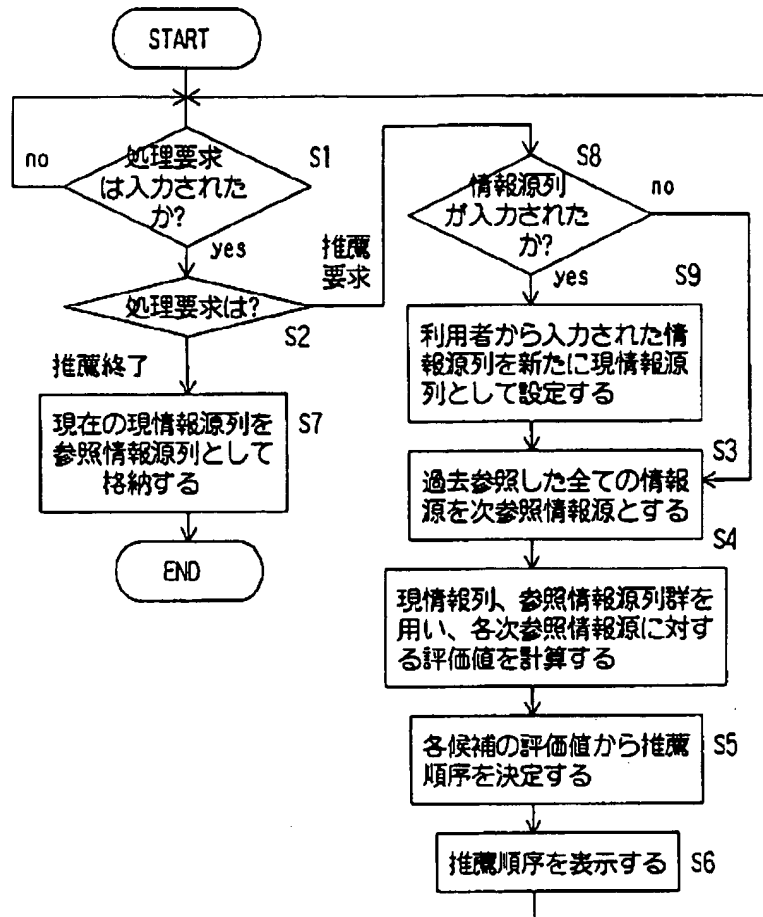 START
処理要求
は入力された
か?
S1
no
yes
処理要求は?
S2
推薦
要求
推薦終了
現在の現情報源列を
参照情報源列として
格納する
S7
END
S8
情報源列
が入力された
か?
no
yes
S9
利用者から入力された情
報源列を新たに現情報源
列として設定する
S3
過去参照した全ての情報
源を次参照情報源とする
S4
現情報列、参照情報源列群を
用い、各次参照情報源に対す
る評価値を計算する
各候補の評価値から推薦
順序を決定する
S5
推薦順序を表示する
S6